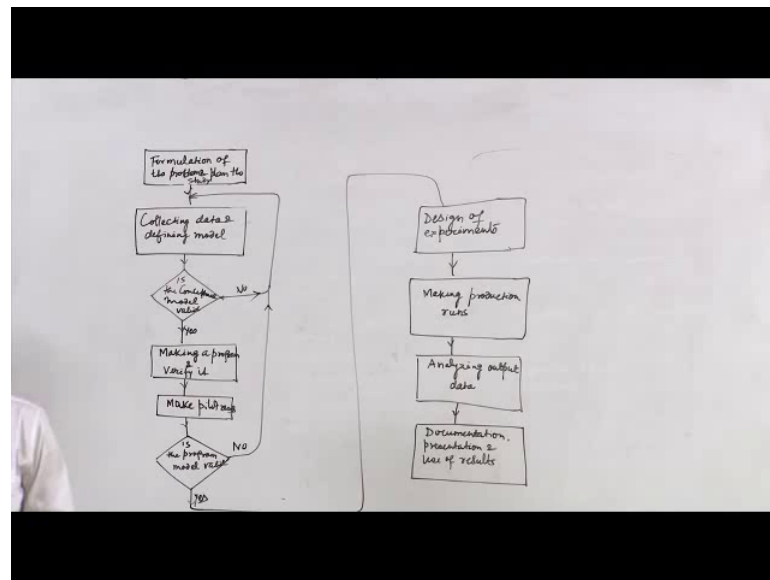 Formulation of
the problem & plan the
study
Collecting data &
defining model
is
the Conceptual
model
valid
No
Yes
Making a program
& verify it
Make pilot runs
is
the program
model valid
No
Yes
Design of
experiments
Making production
runs
Analyzing output
data
Documentation,
presentation &
Use of results